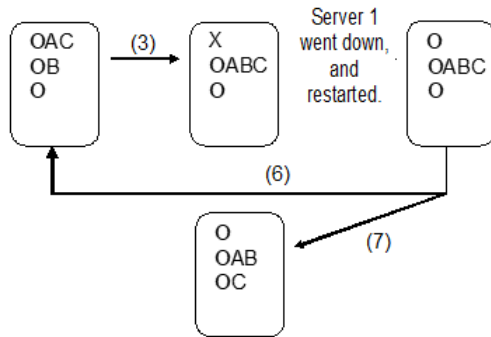 OAC
OB
O
(3)
X
OABC
O
Server 1
went down,
and
restarted.
O
OABC
O
(6)
O
OAB
OC
(7)